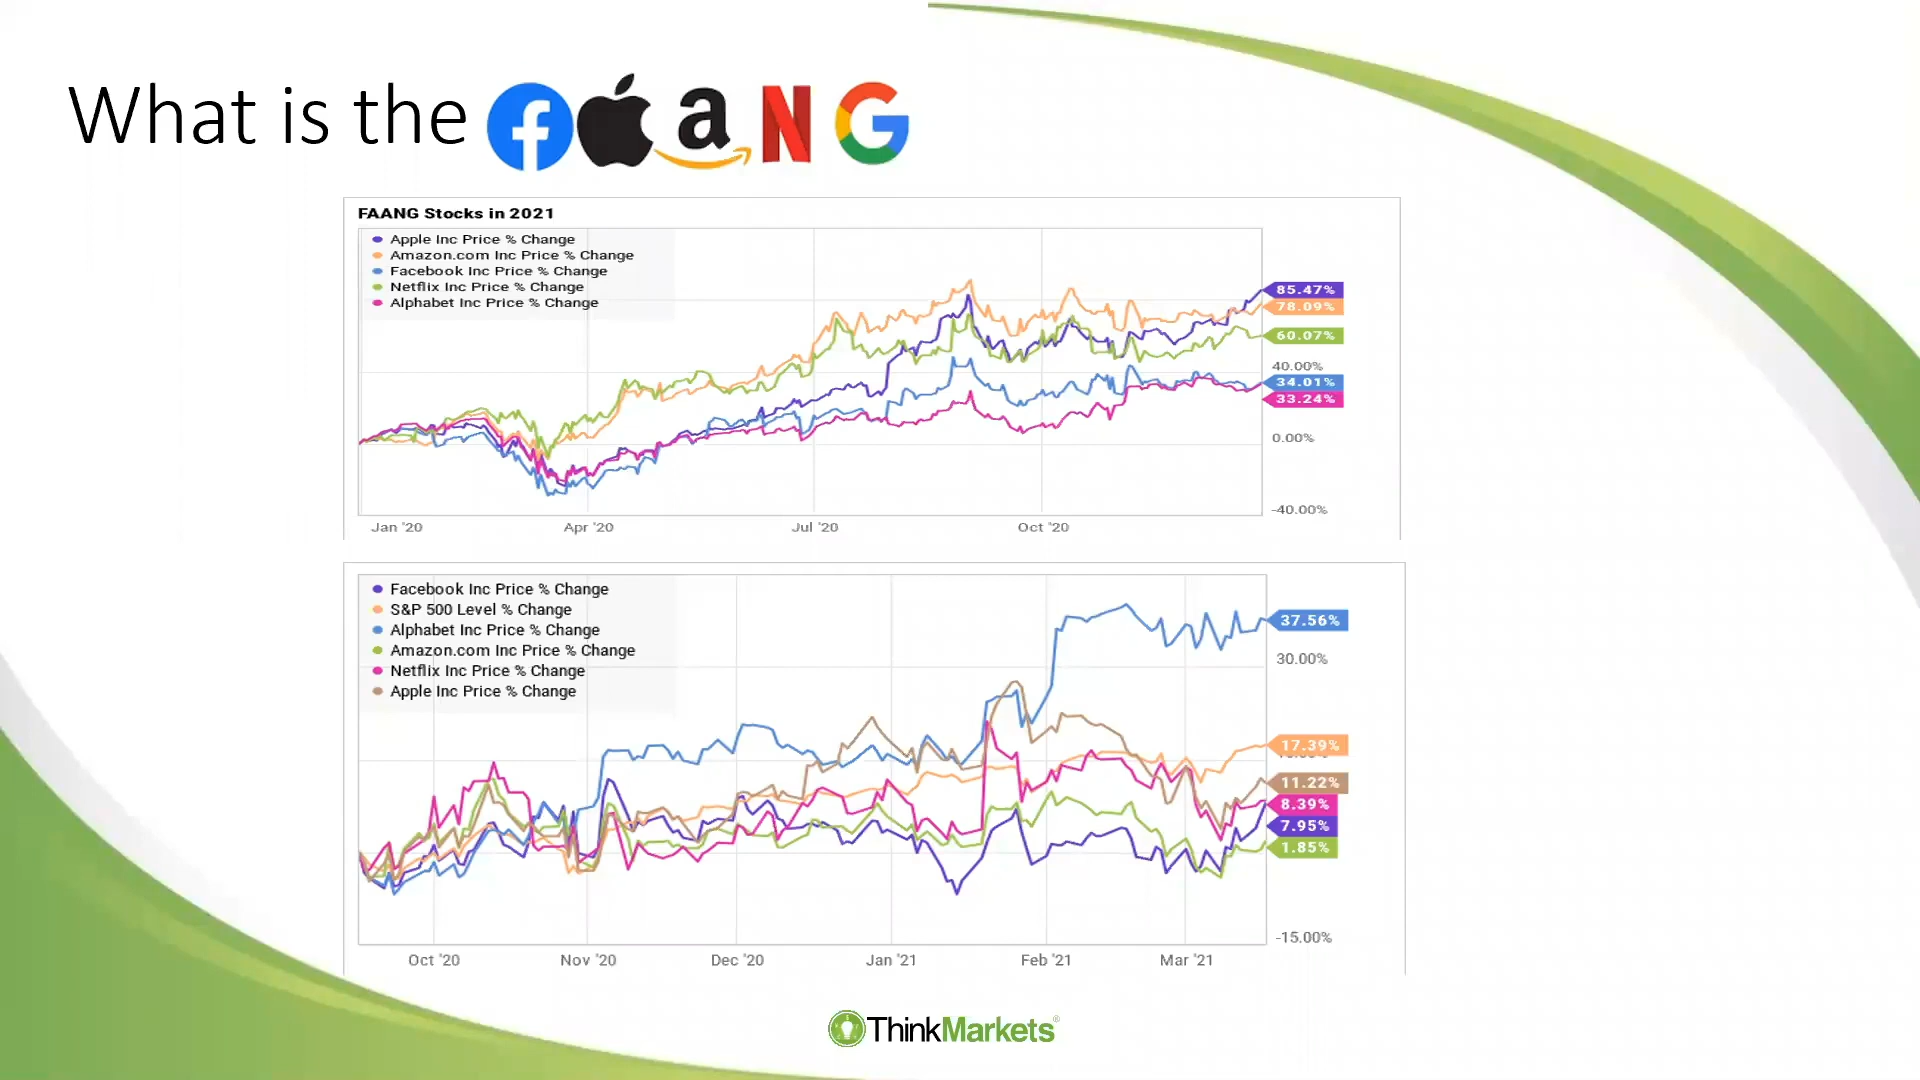 What is the
FAANG Stocks in 2021
Apple Inc Price % Change
Amazon.com Inc Price % Change
Facebook Inc Price % Change
Netflix Inc Price % Change
Alphabet Inc Price % Change
85.47%
78.09%
60.07%
40.00%
34.01%
33.24%
0.00%
-40.00%
Jan '20 Apr '20 Jul '20 Oct '20
Facebook Inc Price % Change
S&P 500 Level % Change
Alphabet Inc Price % Change
Amazon.com Inc Price % Change
Netflix Inc Price % Change
Apple Inc Price % Change
37.56%
30.00%
17.39%
11.22%
8.39%
7.95%
1.85%
-15.00%
Oct '20 Nov '20 Dec '20 Jan '21 Feb '21 Mar '21
ThinkMarkets®